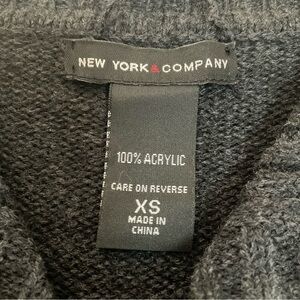 NEW YORK & COMPANY
100% ACRYLIC
CARE ON REVERSE
XS
MADE IN
CHINA